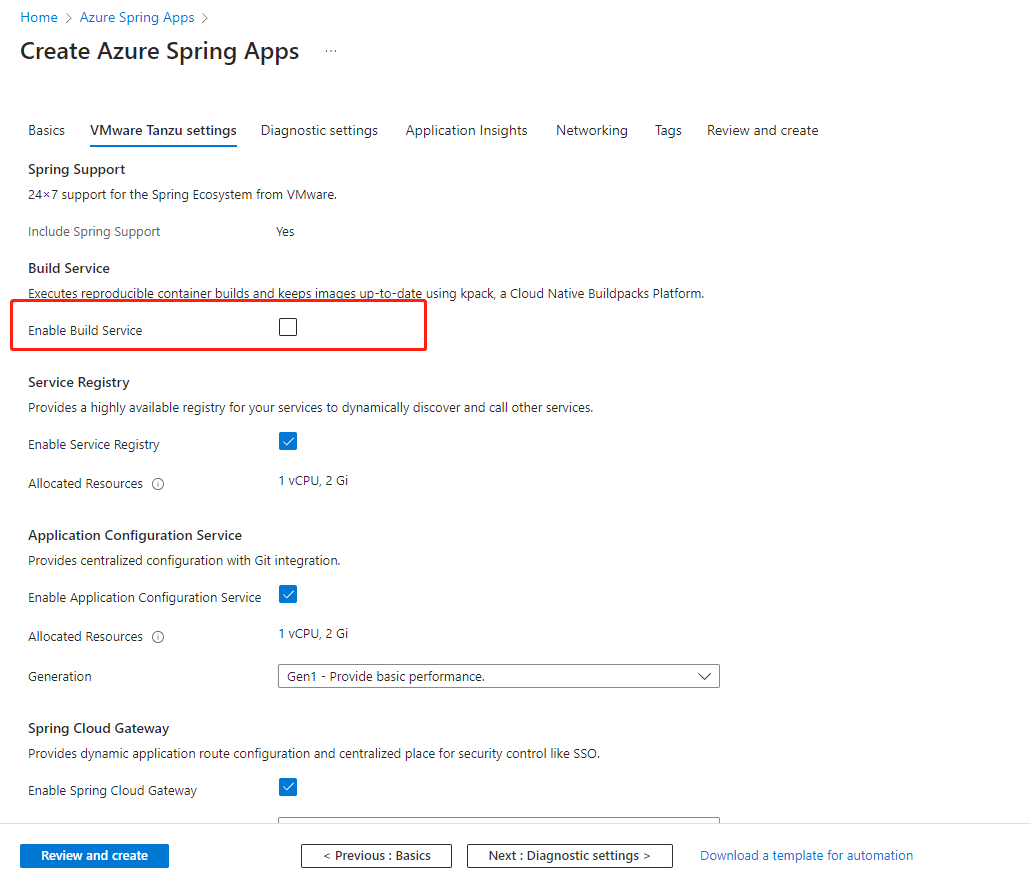 Home > Azure Spring Apps >
Create Azure Spring Apps ...
Basics VMware Tanzu settings Diagnostic settings Application Insights Networking Tags Review and create
Spring Support
24×7 support for the Spring Ecosystem from VMware.
Include Spring Support Yes
Build Service
Executes reproducible container builds and keeps images up-to-date using kpack, a Cloud Native Buildpacks Platform.
Enable Build Service
Service Registry
Provides a highly available registry for your services to dynamically discover and call other services.
Enable Service Registry
Allocated Resources 1 vCPU, 2 Gi
Application Configuration Service
Provides centralized configuration with Git integration.
Enable Application Configuration Service
Allocated Resources 1 vCPU, 2 Gi
Generation Gen1 - Provide basic performance.
Spring Cloud Gateway
Provides dynamic application route configuration and centralized place for security control like SSO.
Enable Spring Cloud Gateway
Review and create < Previous : Basics Next : Diagnostic settings > Download a template for automation